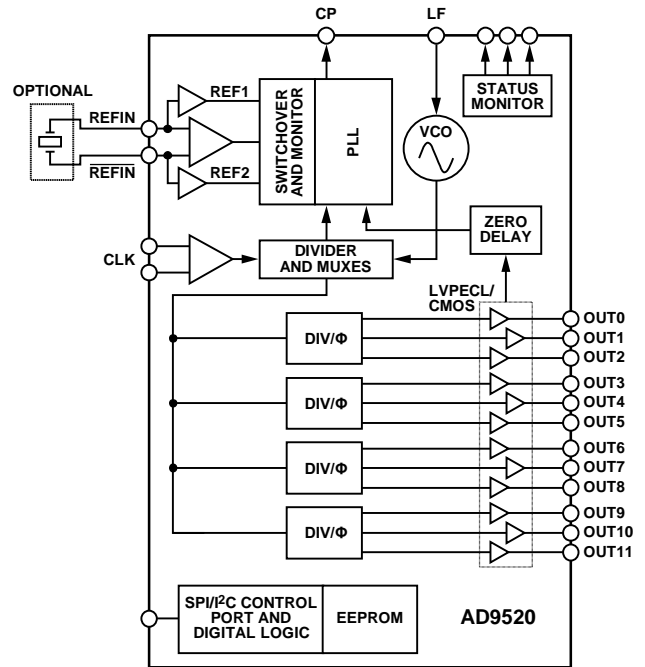 CP
LF
OPTIONAL
REFIN
REFIN
REF1
REF2
SWITCHOVER
AND MONITOR
PLL
VCO
STATUS
MONITOR
ZERO
DELAY
CLK
DIVIDER
AND MUXES
LVPECL/
CMOS
DIV/Φ
OUT0
OUT1
OUT2
DIV/Φ
OUT3
OUT4
OUT5
DIV/Φ
OUT6
OUT7
OUT8
DIV/Φ
OUT9
OUT10
OUT11
SPI/I²C CONTROL
PORT AND
DIGITAL LOGIC
EEPROM
AD9520